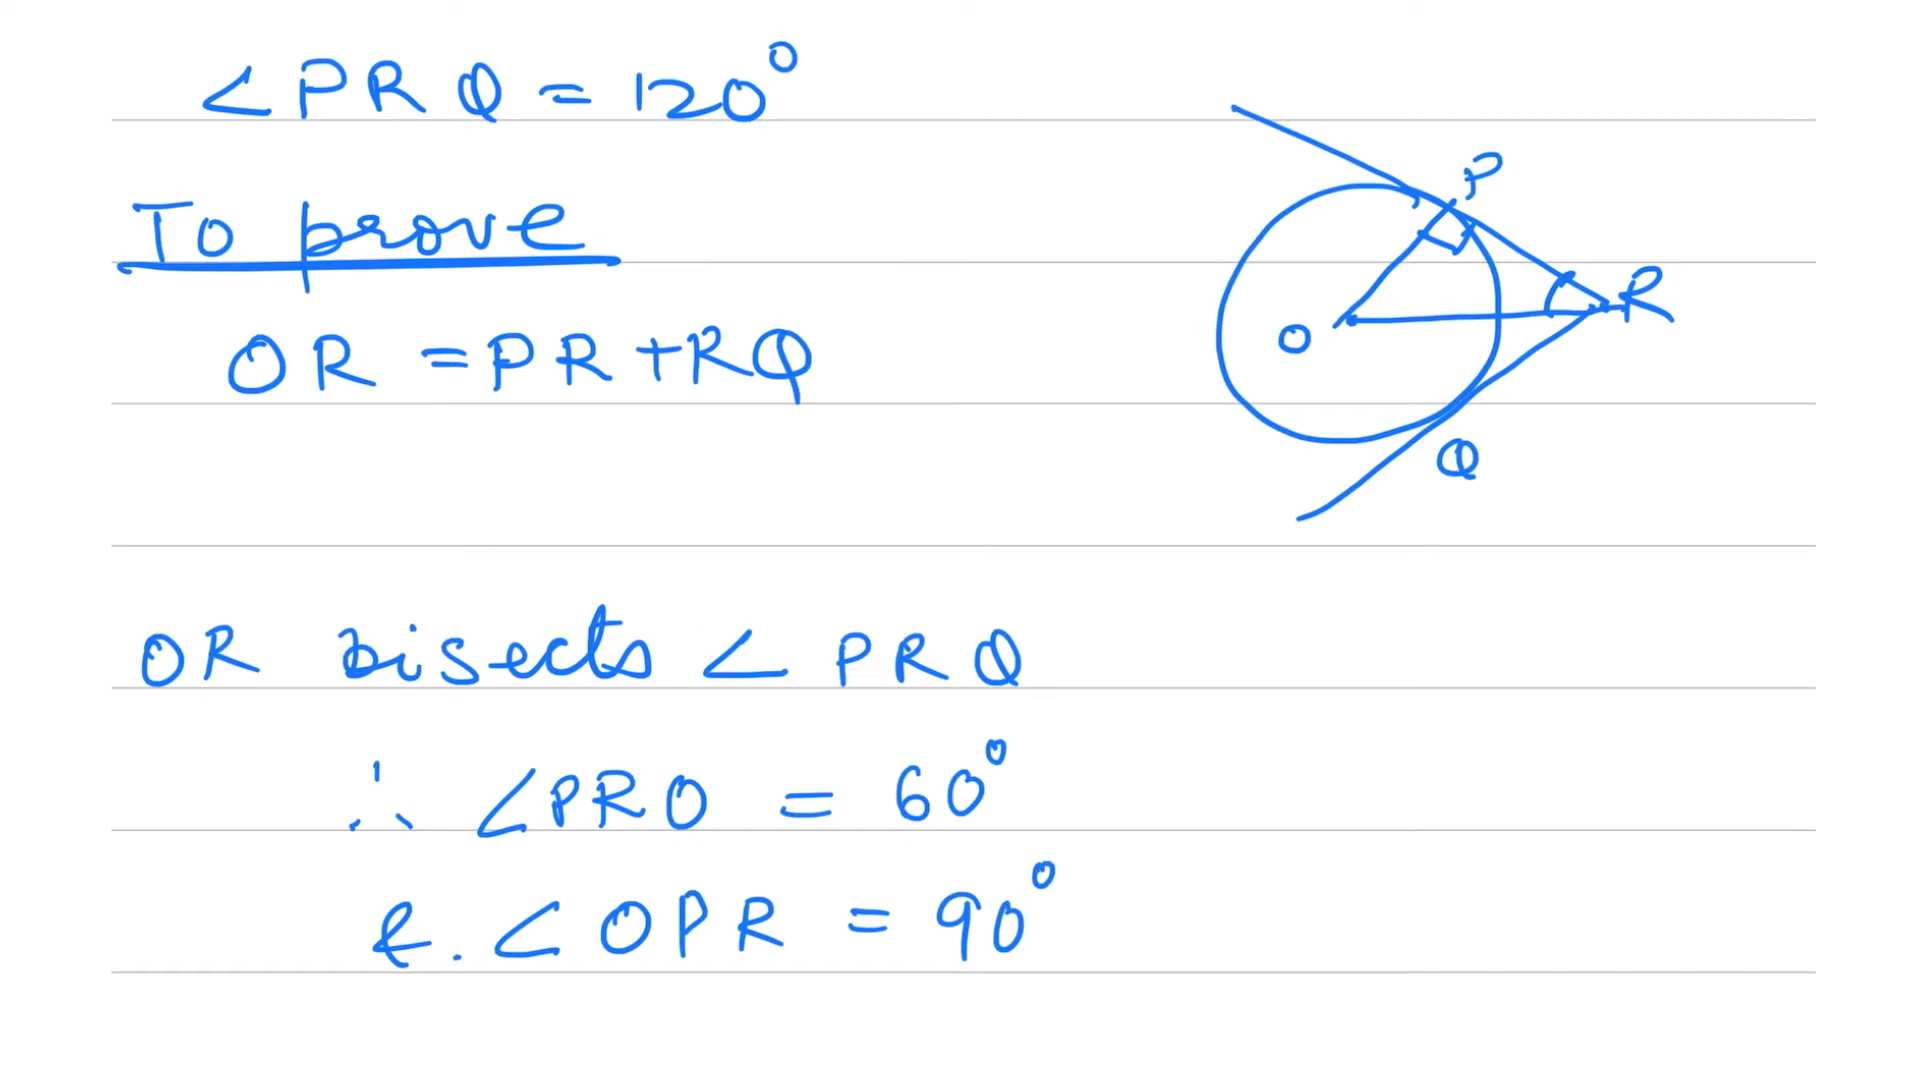 ∠PRQ = 120°
To prove
OR = PR + RQ
P
R
O
Q
OR bisects ∠PRQ
∴ ∠PRO = 60°
&. ∠OPR = 90°